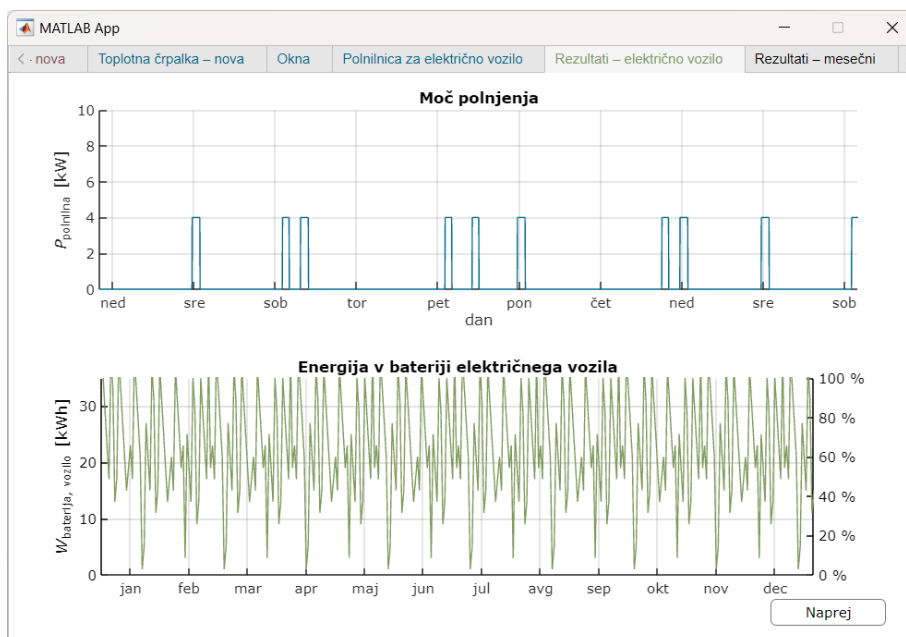 MATLAB App
< · nova Toplotna črpalka – nova Okna Polnilnica za električno vozilo Rezultati – električno vozilo Rezultati – mesečni
Moč polnjenja
10
8
6
4
2
0
P polnilna [kW]
ned sre sob tor pet pon čet ned sre sob
dan
Energija v bateriji električnega vozila
30
20
10
0
W baterija, vozilo [kWh]
100 %
80 %
60 %
40 %
20 %
0 %
jan feb mar apr maj jun jul avg sep okt nov dec
Naprej